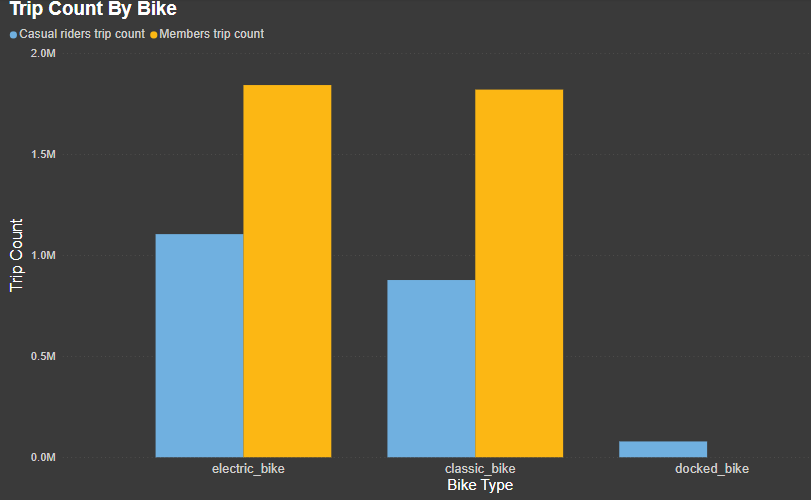 Trip Count By Bike
Casual riders trip count Members trip count
2.0M
1.5M
1.0M
0.5M
0.0M
Trip Count
electric_bike classic_bike docked_bike
Bike Type